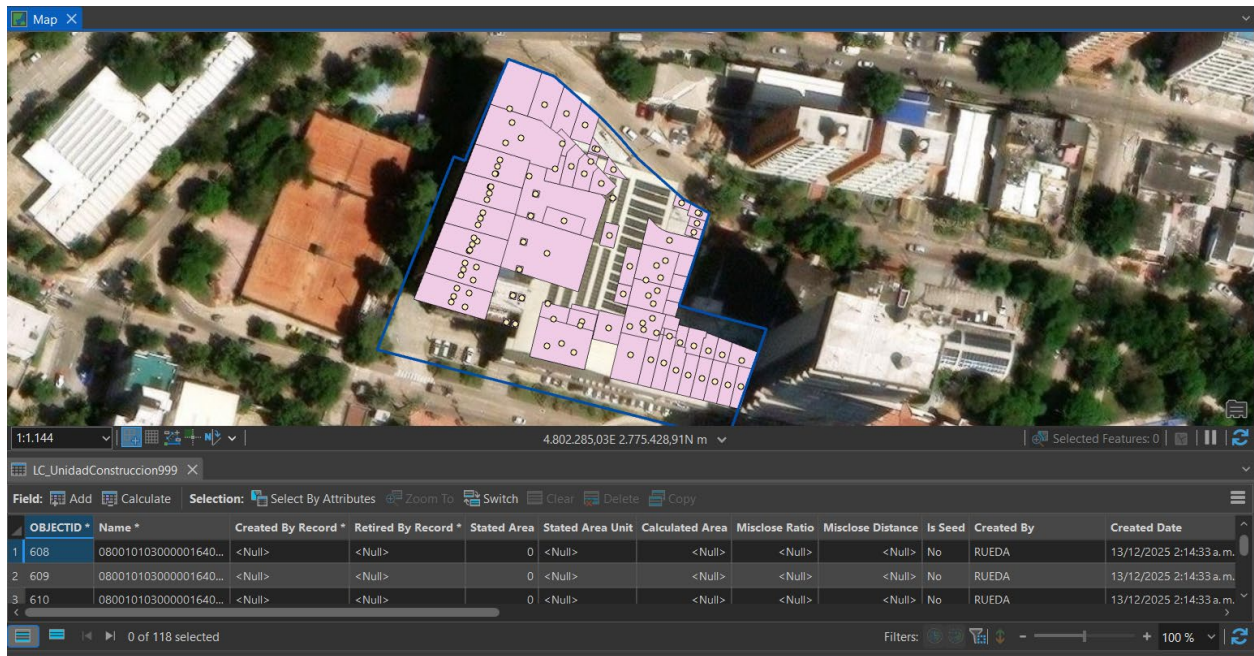 Map
1:1.144
4.802.285,03E 2.775.428,91N m
Selected Features: 0
LC_UnidadConstruccion999
Field: Add Calculate Selection: Select By Attributes Zoom To Switch Clear Delete Copy
OBJECTID * Name * Created By Record * Retired By Record * Stated Area Stated Area Unit Calculated Area Misclose Ratio Misclose Distance Is Seed Created By Created Date
1 608 080010103000001640... <Null> <Null> 0 <Null> <Null> <Null> <Null> No RUEDA 13/12/2025 2:14:33 a. m.
2 609 080010103000001640... <Null> <Null> 0 <Null> <Null> <Null> <Null> No RUEDA 13/12/2025 2:14:33 a. m.
3 610 080010103000001640... <Null> <Null> 0 <Null> <Null> <Null> <Null> No RUEDA 13/12/2025 2:14:33 a. m.
0 of 118 selected
Filters:
- + 100 %